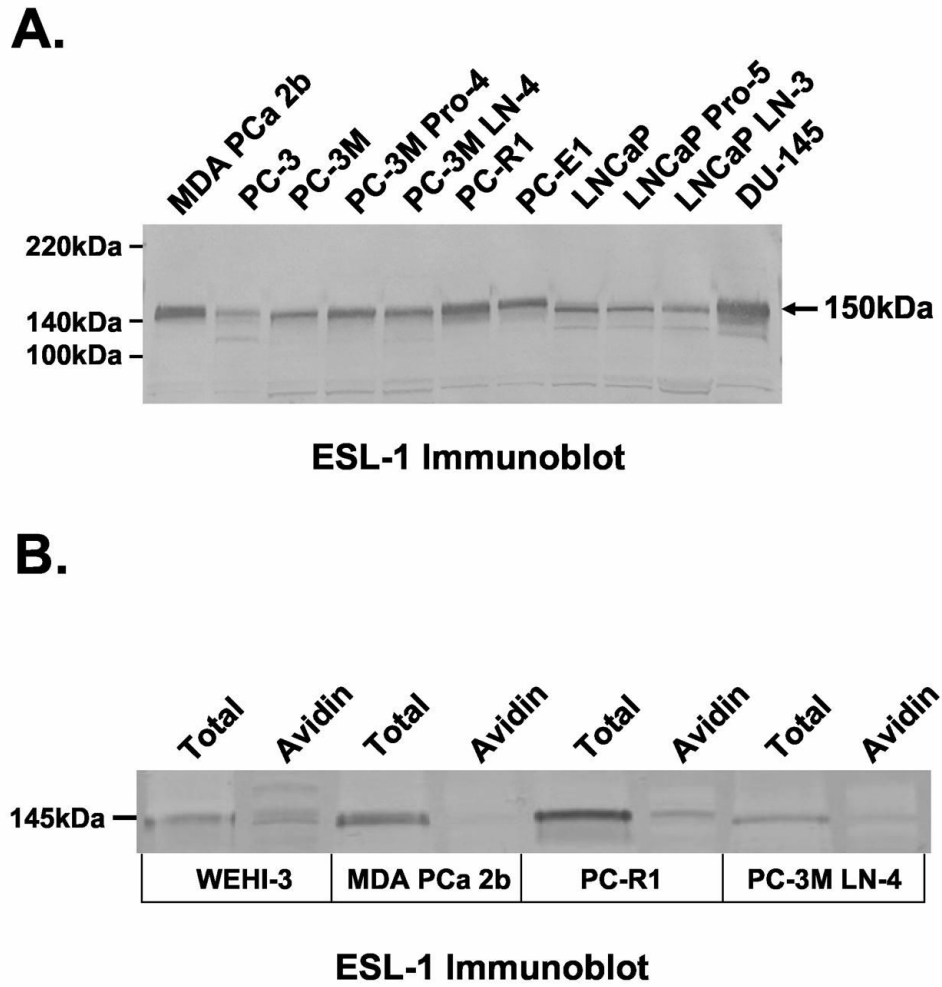 A.
MDA PCa 2b
PC-3
PC-3M
PC-3M Pro-4
PC-3M LN-4
PC-R1
PC-E1
LNCaP
LNCaP Pro-5
LNCaP LN-3
DU-145
220kDa
140kDa
100kDa
150kDa
ESL-1 Immunoblot
B.
Total
Avidin
Total
Avidin
Total
Avidin
Total
Avidin
145kDa
WEHI-3
MDA PCa 2b
PC-R1
PC-3M LN-4
ESL-1 Immunoblot